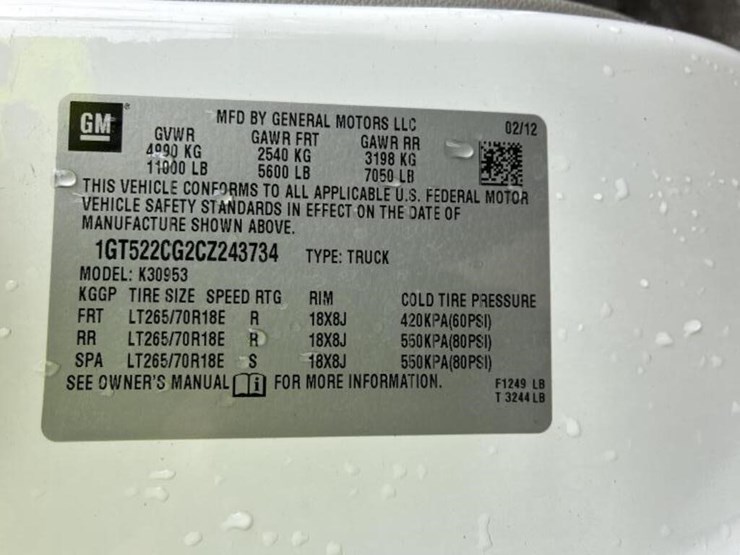 GM ®
MFD BY GENERAL MOTORS LLC 02/12
GVWR GAWR FRT GAWR RR
4990 KG 2540 KG 3198 KG
11000 LB 5600 LB 7050 LB
THIS VEHICLE CONFORMS TO ALL APPLICABLE U.S. FEDERAL MOTOR
VEHICLE SAFETY STANDARDS IN EFFECT ON THE DATE OF
MANUFACTURE SHOWN ABOVE.
1GT522CG2CZ243734 TYPE: TRUCK
MODEL: K30953
KGGP TIRE SIZE SPEED RTG RIM COLD TIRE PRESSURE
FRT LT265/70R18E R 18X8J 420KPA(60PSI)
RR LT265/70R18E R 18X8J 550KPA(80PSI)
SPA LT265/70R18E S 18X8J 550KPA(80PSI)
SEE OWNER'S MANUAL i FOR MORE INFORMATION.
F1249 LB
T 3244 LB